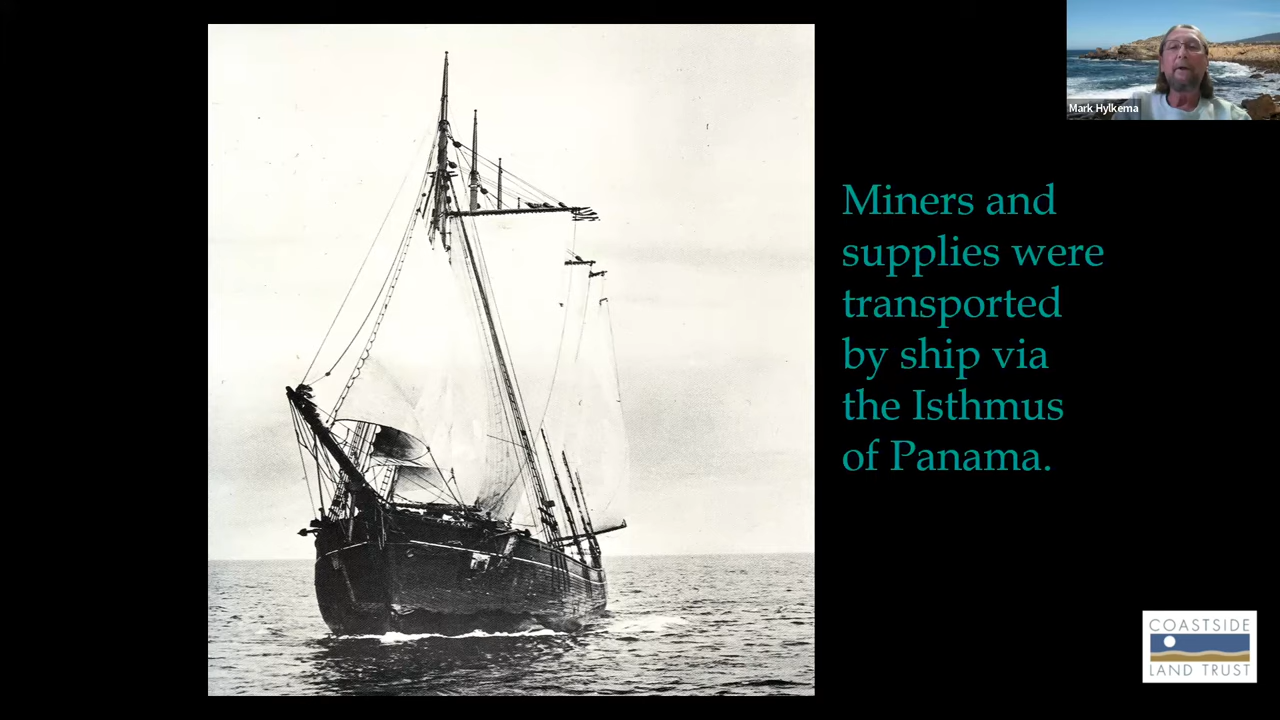 Mark Hylkema
Miners and
supplies were
transported
by ship via
the Isthmus
of Panama.
COASTSIDE
LAND TRUST